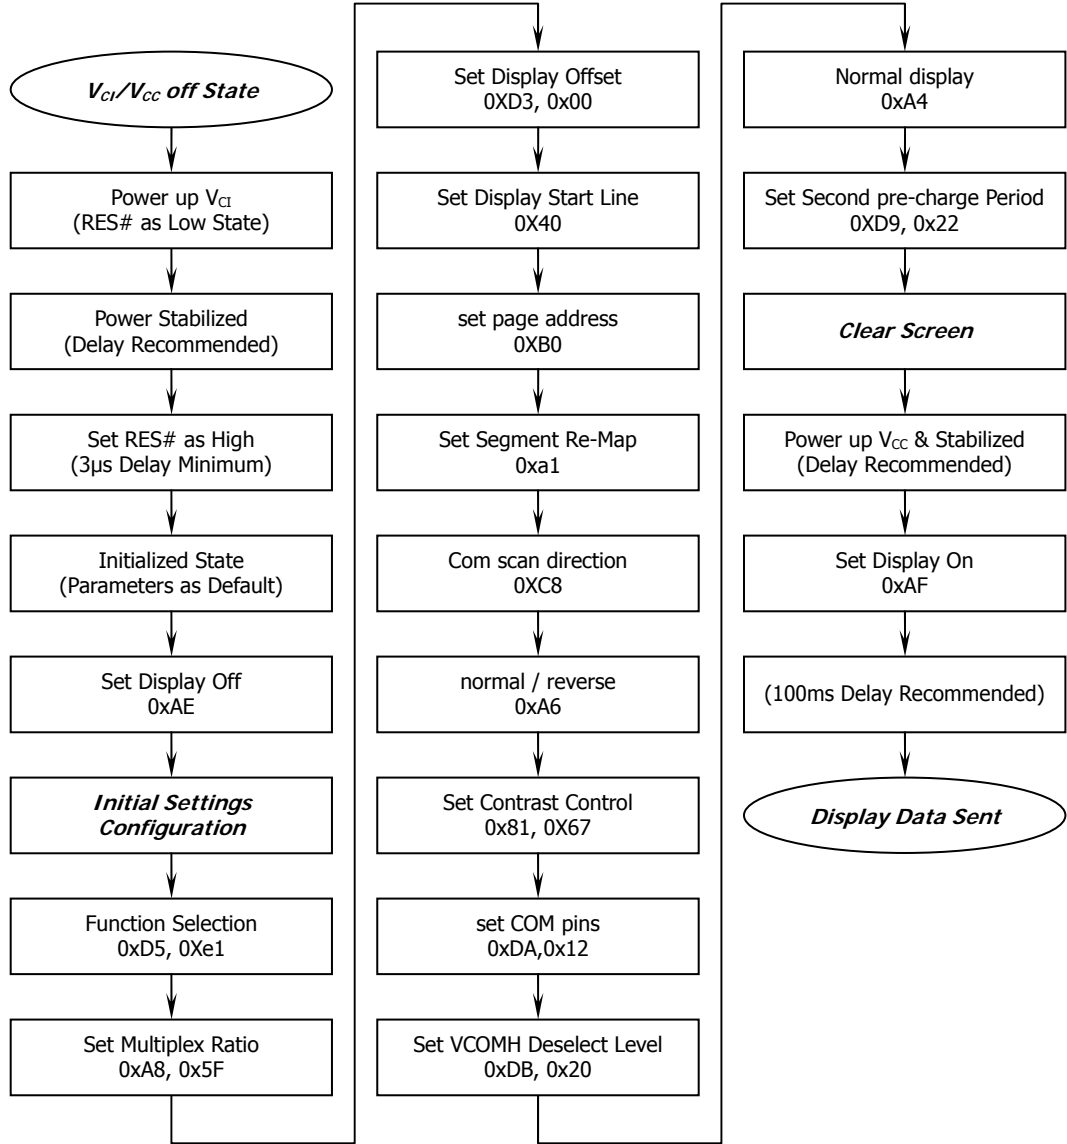 V_CI/V_CC off State
Power up V_CI
(RES# as Low State)
Power Stabilized
(Delay Recommended)
Set RES# as High
(3μs Delay Minimum)
Initialized State
(Parameters as Default)
Set Display Off
0xAE
Initial Settings
Configuration
Function Selection
0xD5, 0Xe1
Set Multiplex Ratio
0xA8, 0x5F
Set Display Offset
0XD3, 0x00
Set Display Start Line
0X40
set page address
0XB0
Set Segment Re-Map
0xa1
Com scan direction
0XC8
normal / reverse
0xA6
Set Contrast Control
0x81, 0X67
set COM pins
0xDA,0x12
Set VCOMH Deselect Level
0xDB, 0x20
Normal display
0xA4
Set Second pre-charge Period
0XD9, 0x22
Clear Screen
Power up V_CC & Stabilized
(Delay Recommended)
Set Display On
0xAF
(100ms Delay Recommended)
Display Data Sent